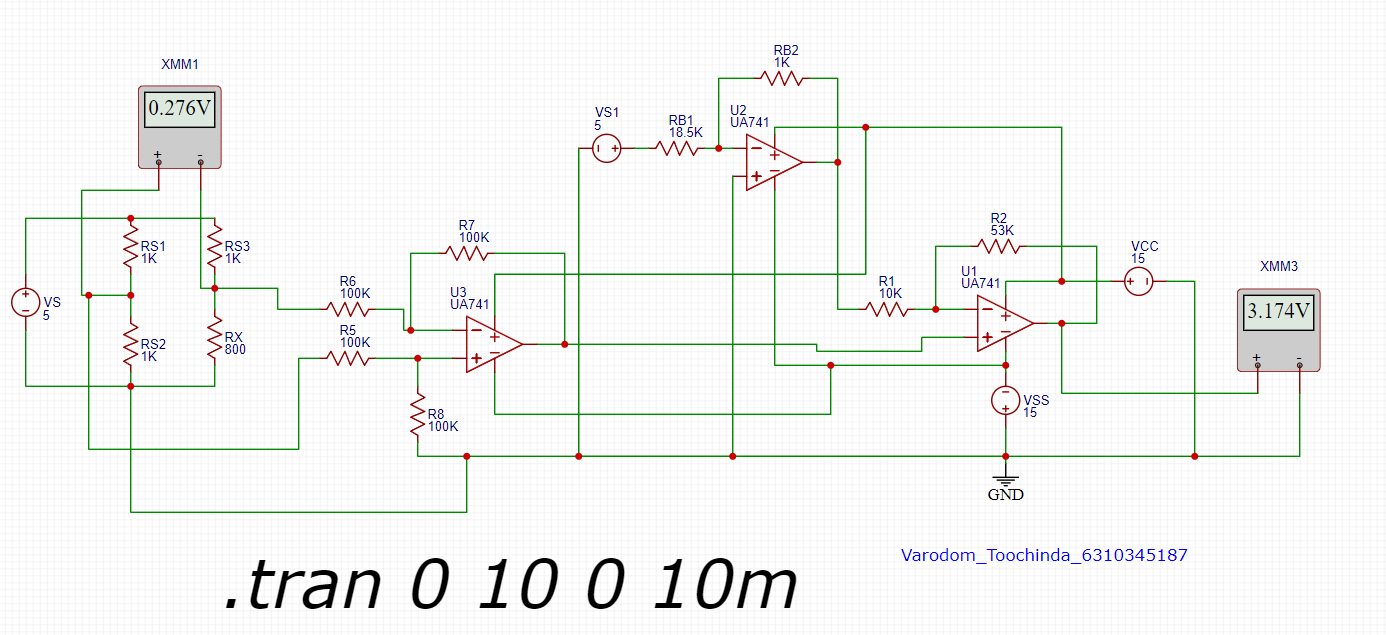 RB2
1K
XMM1
0.276V
+ -
VS1
5
RB1
18.5K
U2
UA741
RS1
1K
RS3
1K
R7
100K
R2
53K
VCC
15
XMM3
3.174V
+ -
U1
UA741
R6
100K
U3
UA741
R1
10K
VS
5
R5
100K
RS2
1K
RX
800
R8
100K
VSS
15
GND
Varodom_Toochinda_6310345187
.tran 0 10 0 10m